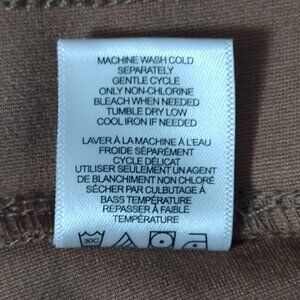 MACHINE WASH COLD
SEPARATELY
GENTLE CYCLE
ONLY NON-CHLORINE
BLEACH WHEN NEEDED
TUMBLE DRY LOW
COOL IRON IF NEEDED
LAVER À LA MACHINE À L'EAU
FROIDE SÉPARÉMENT
CYCLE DÉLICAT
UTILISER SEULEMENT UN AGENT
DE BLANCHIMENT NON CHLORÉ
SÉCHER PAR CULBUTAGE À
BASS TEMPÉRATURE
REPASSER À FAIBLE
TEMPÉRATURE
30C